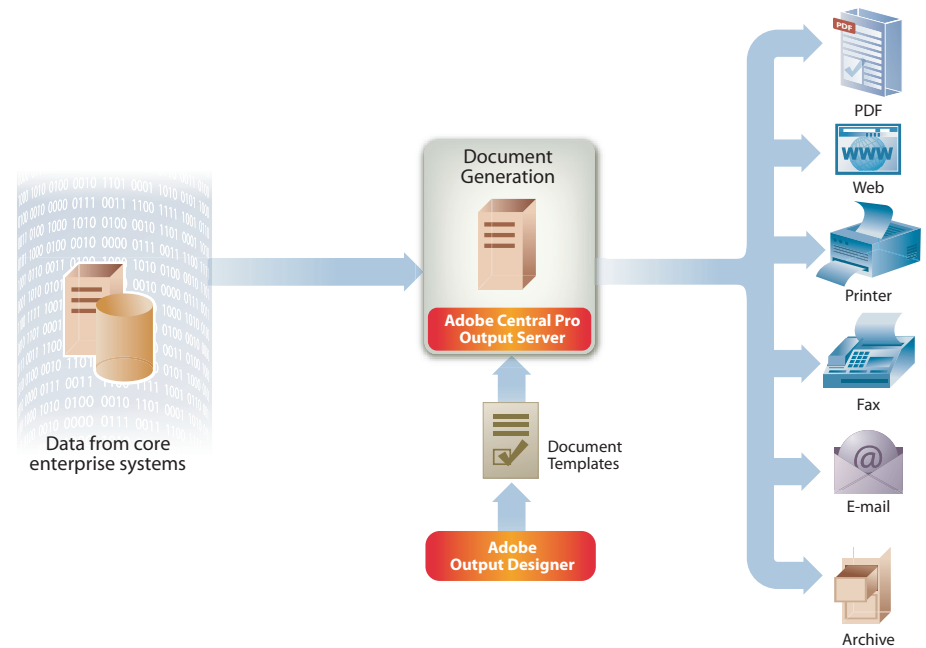 PDF
PDF
Document
Generation
WWW
Web
Adobe Central Pro
Output Server
Printer
Data from core
enterprise systems
Document
Templates
Fax
@
E-mail
Adobe
Output Designer
Archive